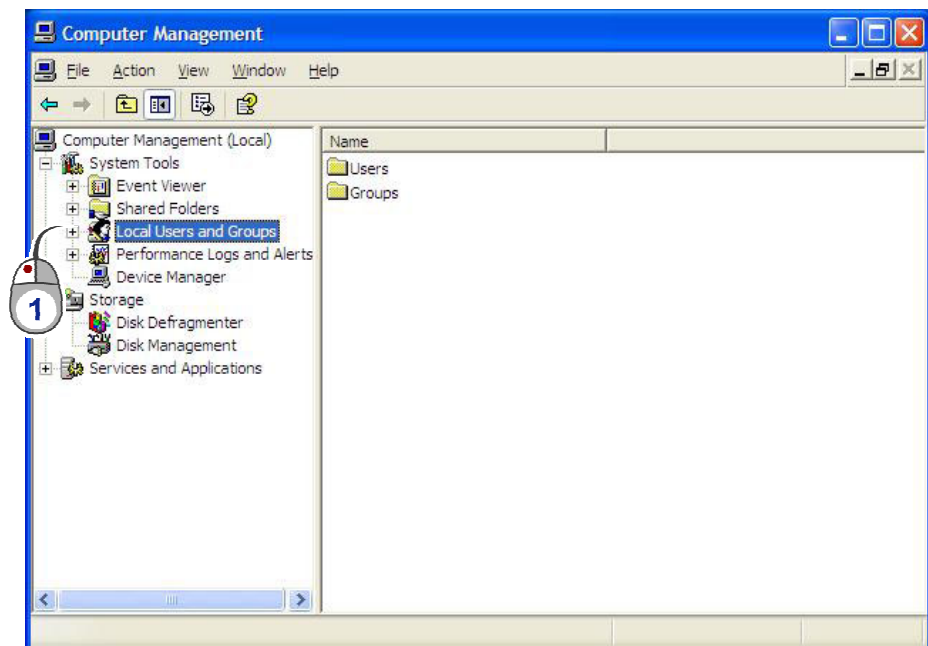 Computer Management
File Action View Window Help
Computer Management (Local)
System Tools
Event Viewer
Shared Folders
Local Users and Groups
Performance Logs and Alerts
Device Manager
Storage
Disk Defragmenter
Disk Management
Services and Applications
1
Name
Users
Groups